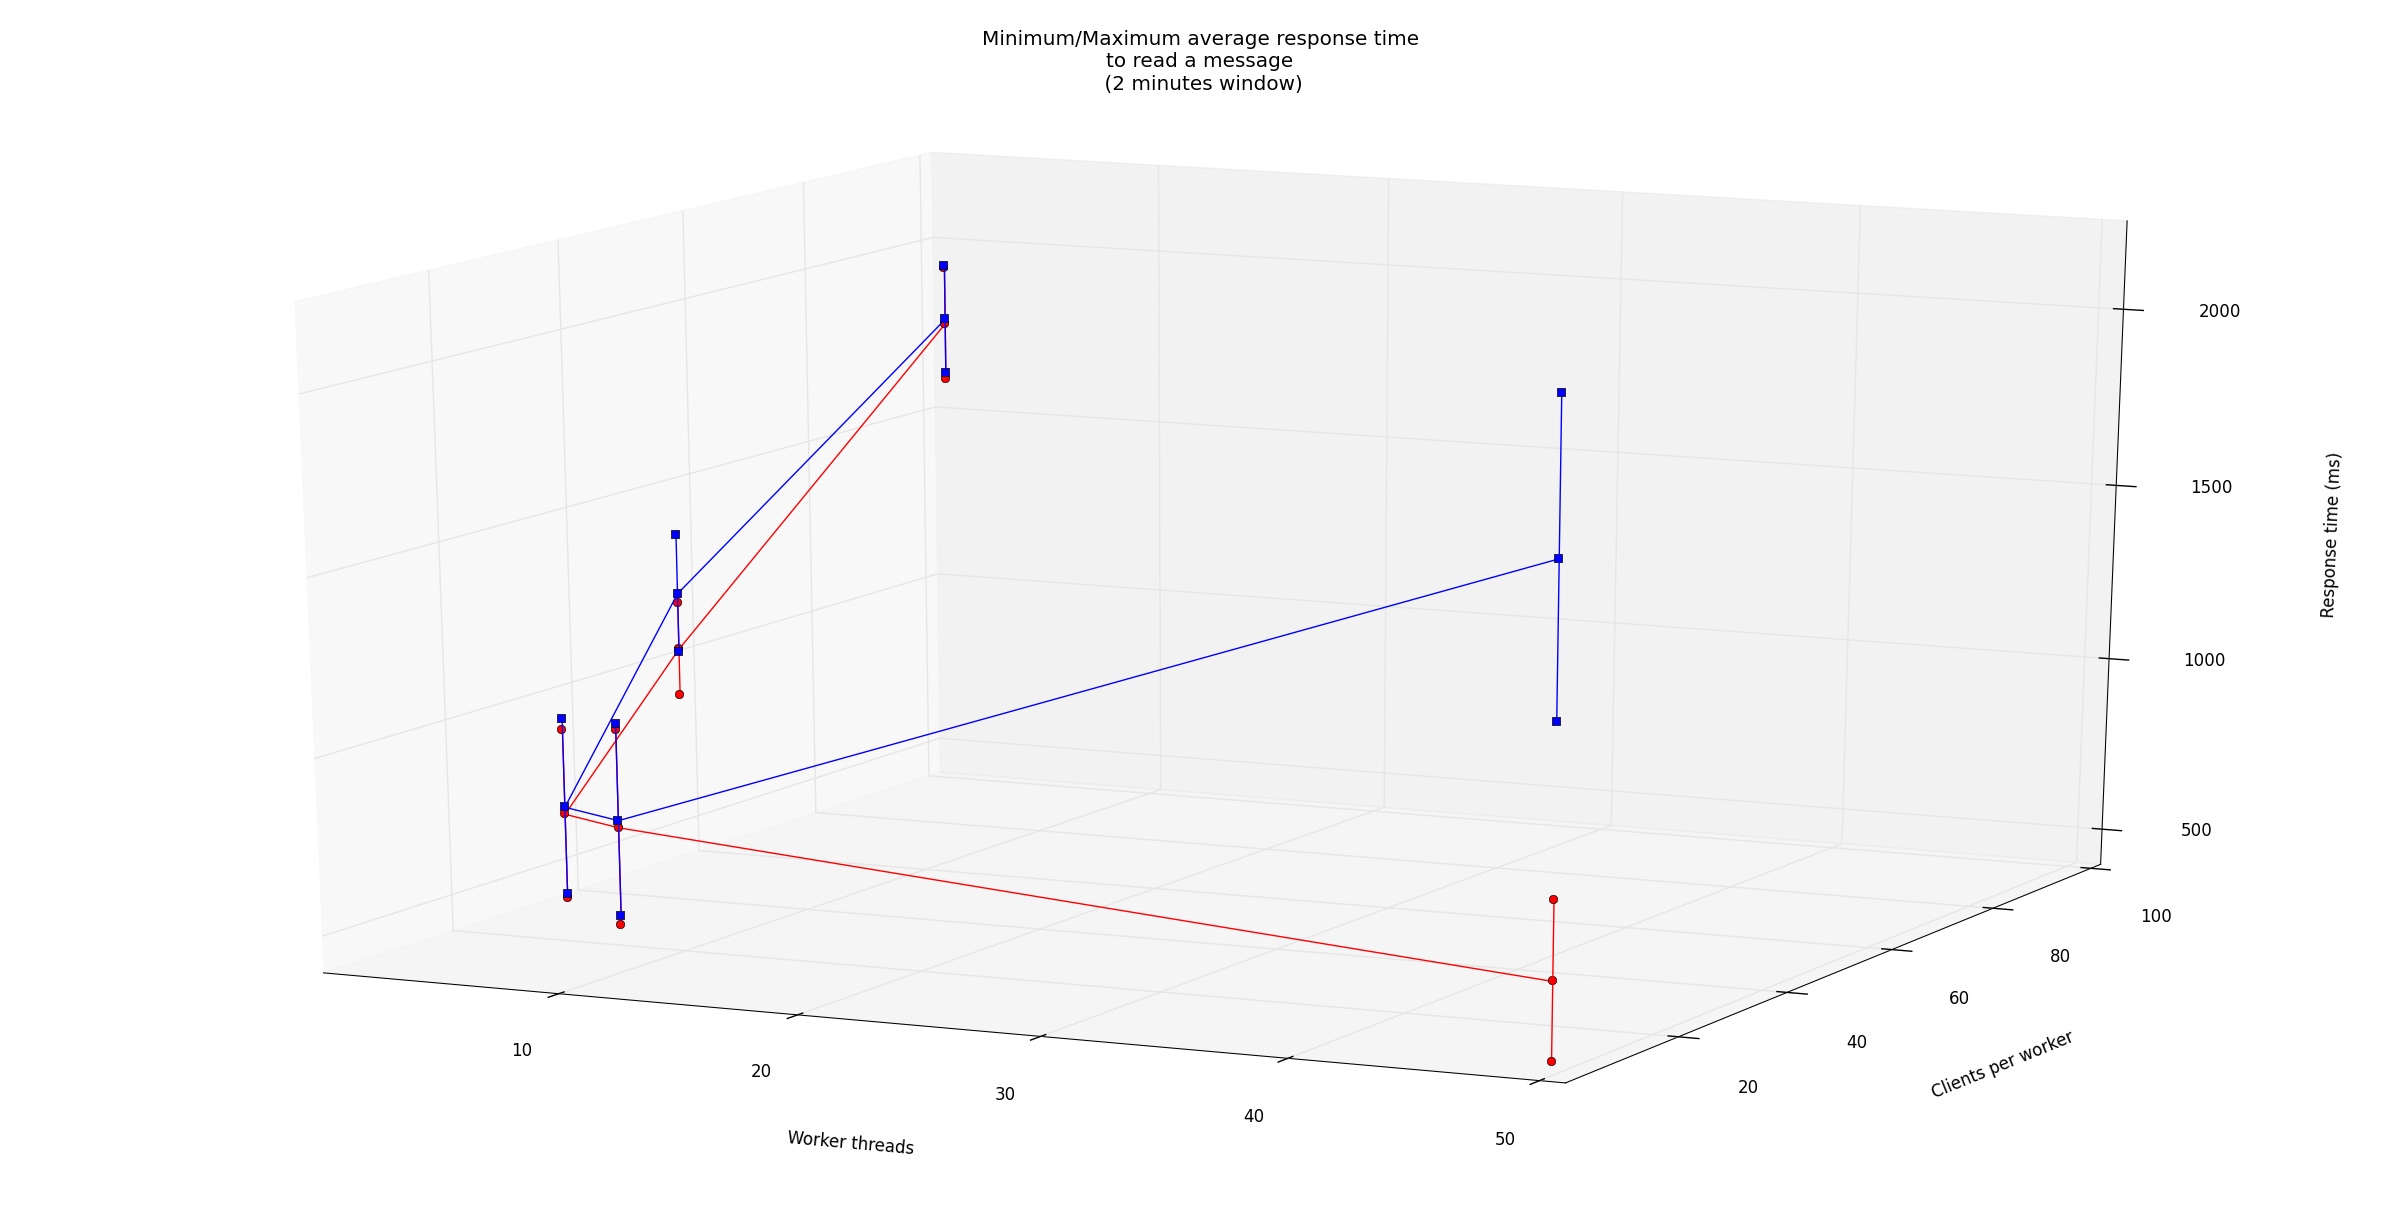 Minimum/Maximum average response time
to read a message
(2 minutes window)
2000
1500
1000
500
Response time (ms)
100
80
60
40
20
Clients per worker
10
20
30
40
50
Worker threads